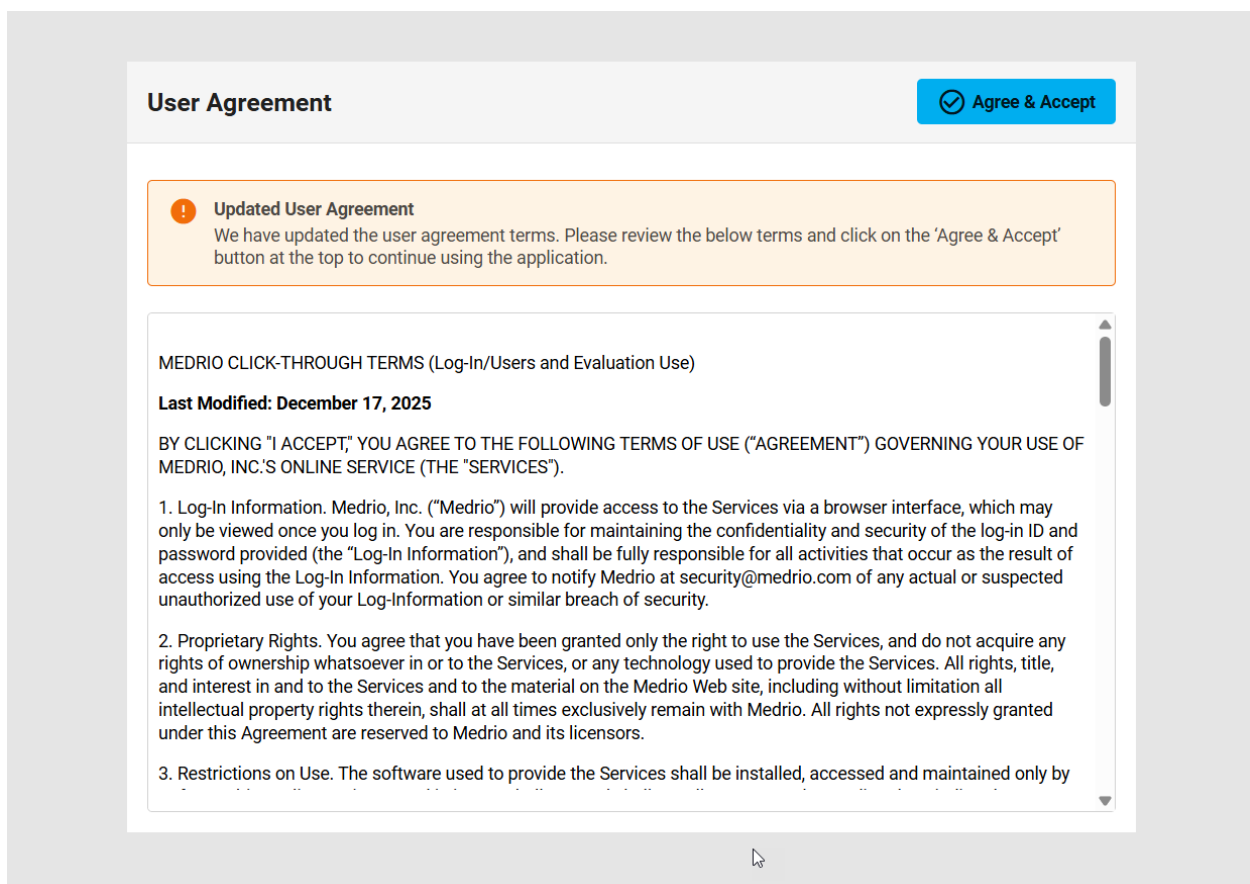 User Agreement
Agree & Accept
Updated User Agreement
We have updated the user agreement terms. Please review the below terms and click on the ‘Agree & Accept’
button at the top to continue using the application.
MEDRIO CLICK-THROUGH TERMS (Log-In/Users and Evaluation Use)
Last Modified: December 17, 2025
BY CLICKING "I ACCEPT," YOU AGREE TO THE FOLLOWING TERMS OF USE (“AGREEMENT”) GOVERNING YOUR USE OF
MEDRIO, INC.'S ONLINE SERVICE (THE "SERVICES").
1. Log-In Information. Medrio, Inc. (“Medrio”) will provide access to the Services via a browser interface, which may
only be viewed once you log in. You are responsible for maintaining the confidentiality and security of the log-in ID and
password provided (the “Log-In Information”), and shall be fully responsible for all activities that occur as the result of
access using the Log-In Information. You agree to notify Medrio at security@medrio.com of any actual or suspected
unauthorized use of your Log-Information or similar breach of security.
2. Proprietary Rights. You agree that you have been granted only the right to use the Services, and do not acquire any
rights of ownership whatsoever in or to the Services, or any technology used to provide the Services. All rights, title,
and interest in and to the Services and to the material on the Medrio Web site, including without limitation all
intellectual property rights therein, shall at all times exclusively remain with Medrio. All rights not expressly granted
under this Agreement are reserved to Medrio and its licensors.
3. Restrictions on Use. The software used to provide the Services shall be installed, accessed and maintained only by